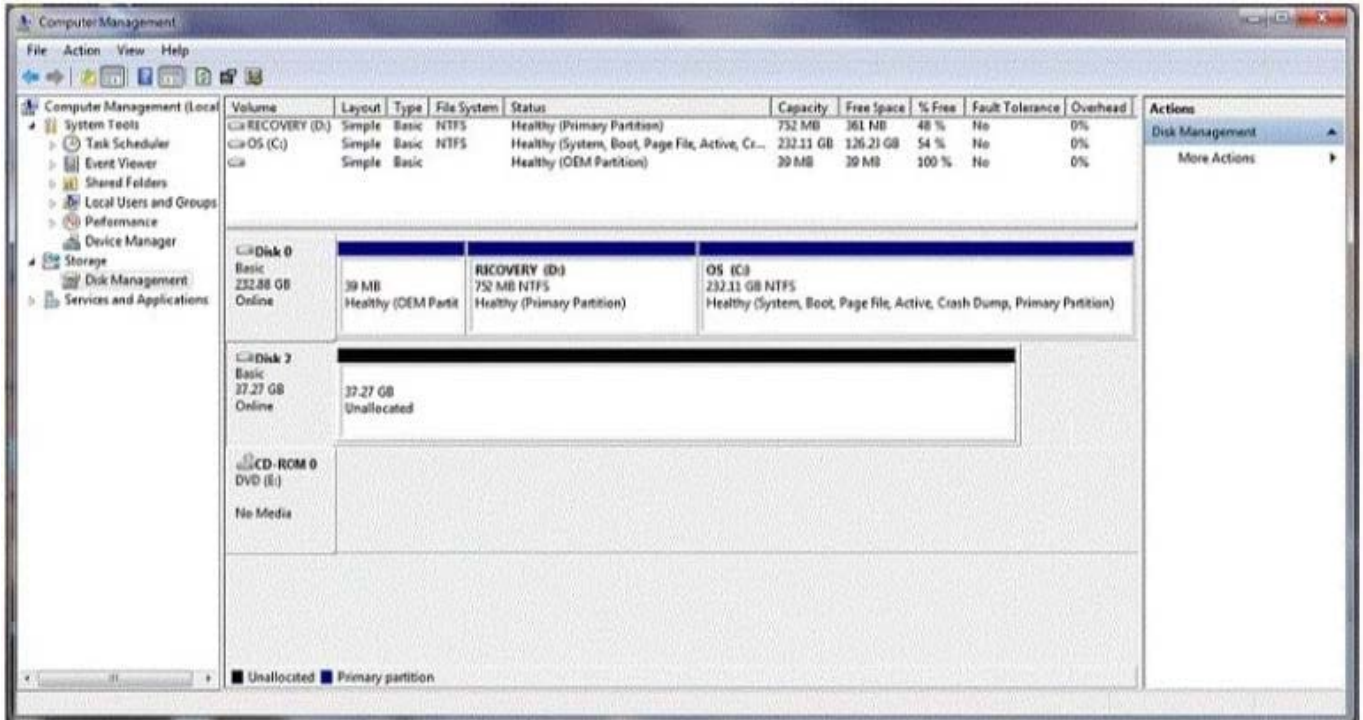 Computer Management
File Action View Help
Computer Management (Local
System Tools
Task Scheduler
Event Viewer
Shared Folders
Local Users and Groups
Performance
Device Manager
Storage
Disk Management
Services and Applications
Volume Layout Type File System Status Capacity Free Space % Free Fault Tolerance Overhead
RECOVERY (D:) Simple Basic NTFS Healthy (Primary Partition) 752 MB 361 MB 48 % No 0%
OS (C:) Simple Basic NTFS Healthy (System, Boot, Page File, Active, Cr... 232.11 GB 126.21 GB 54 % No 0%
Simple Basic Healthy (OEM Partition) 39 MB 39 MB 100 % No 0%
Disk 0
Basic
232.88 GB
Online
39 MB
Healthy (OEM Partit
RECOVERY (D:)
752 MB NTFS
Healthy (Primary Partition)
OS (C:)
232.11 GB NTFS
Healthy (System, Boot, Page File, Active, Crash Dump, Primary Partition)
Disk 2
Basic
37.27 GB
Online
37.27 GB
Unallocated
CD-ROM 0
DVD (E:)
No Media
Unallocated Primary partition
Actions
Disk Management
More Actions